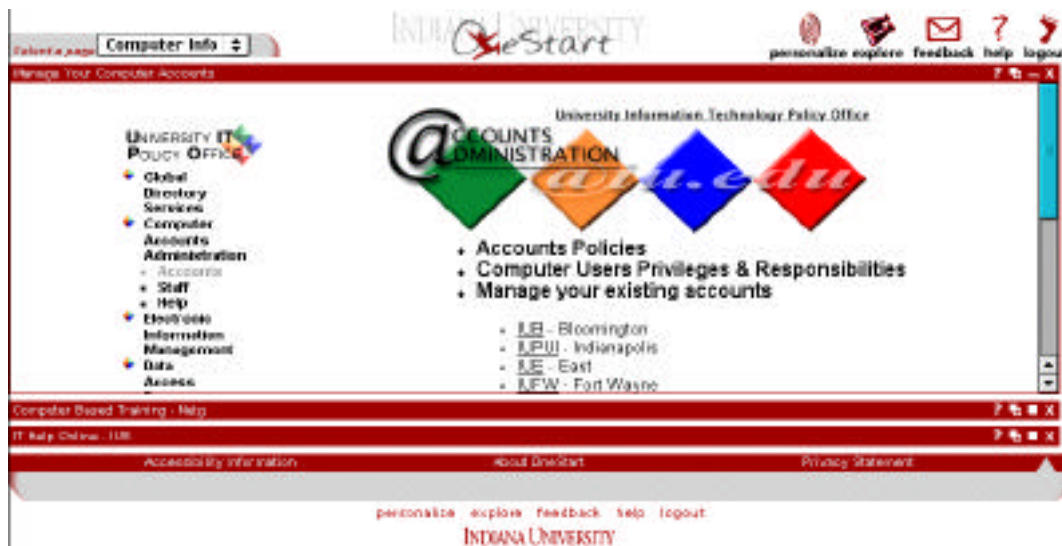 INDIANA UNIVERSITY
OneStart
Select a page
Computer Info
personalize explore feedback help logout
Manage Your Computer Accounts
University Information Technology Policy Office
UNIVERSITY IT
POLICY OFFICE
@CCOUNTS
DMINISTRATION
@iu.edu
Global
Directory
Services
Computer
Accounts
Administration
Accounts
Staff
Help
Electronic
Information
Management
Data
Access
Accounts Policies
Computer Users Privileges & Responsibilities
Manage your existing accounts
IUB - Bloomington
IUPUI - Indianapolis
IUE - East
IUFW - Fort Wayne
Computer Based Training - Help
IT Help Online - IUB
Accessibility Information
About OneStart
Privacy Statement
personalize explore feedback help logout
INDIANA UNIVERSITY